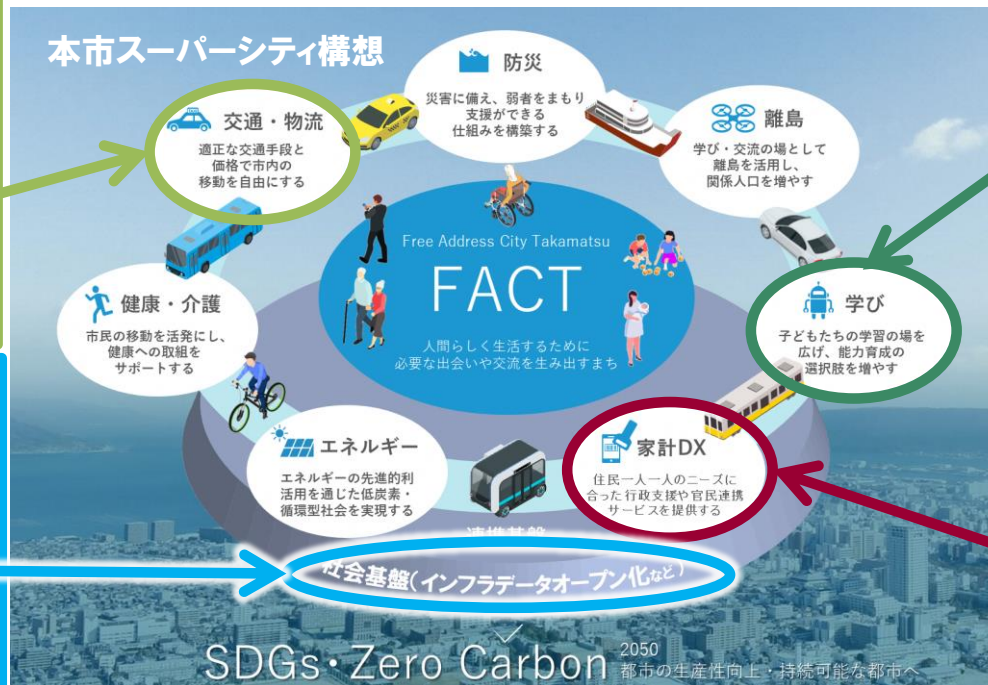 本市スーパーシティ構想
防災
災害に備え、弱者をまもり
支援ができる
仕組みを構築する
交通・物流
適正な交通手段と
価格で市内の
移動を自由にする
離島
学び・交流の場として
離島を活用し、
関係人口を増やす
Free Address City Takamatsu
FACT
人間らしく生活するために
必要な出会いや交流を生み出すまち
健康・介護
市民の移動を活発にし、
健康への取組を
サポートする
学び
子どもたちの学習の場を
広げ、能力育成の
選択肢を増やす
エネルギー
エネルギーの先進的利
活用を通じた低炭素・
循環型社会を実現する
家計DX
住民一人一人のニーズに
合った行政支援や官民連携
サービスを提供する
連携基盤
社会基盤(インフラデータオープン化など)
SDGs・Zero Carbon
2050
都市の生産性向上・持続可能な都市へ